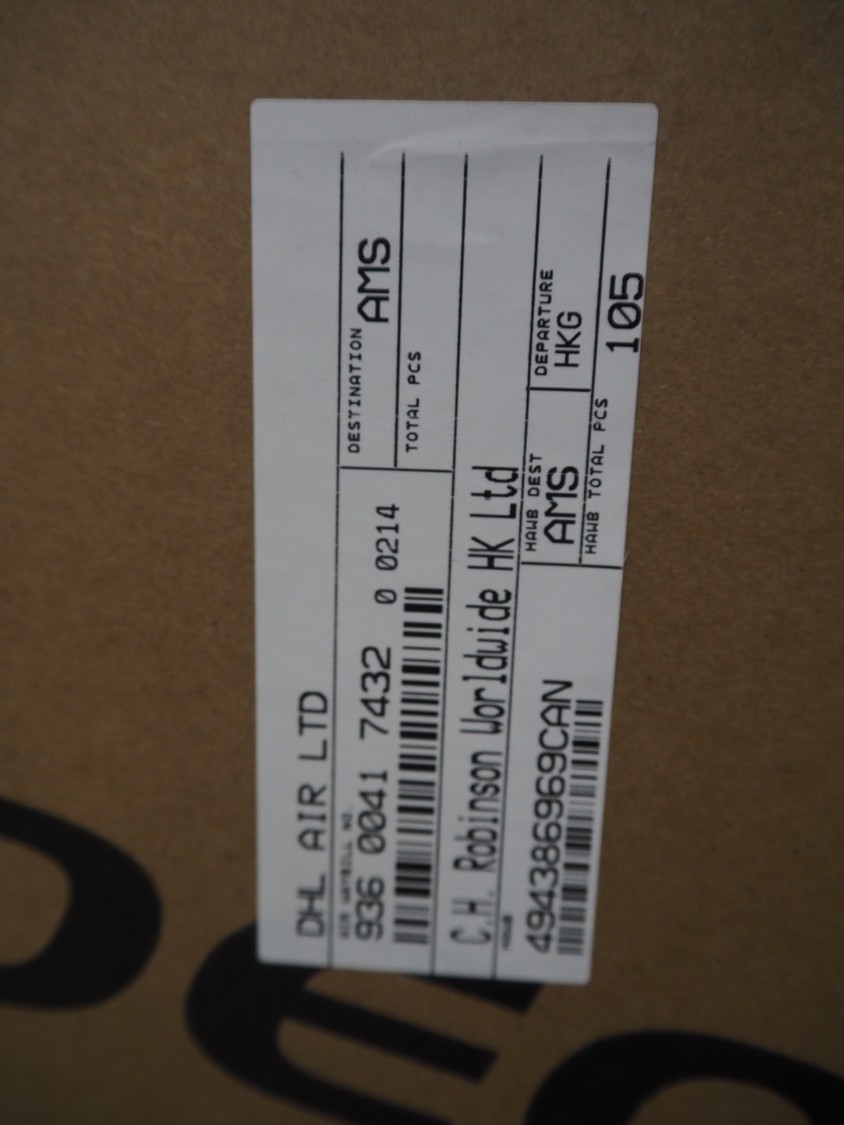 DHL AIR LTD
AIR WAYBILL NO.
936 0041 7432 0 0214
DESTINATION
AMS
TOTAL PCS
C.H. Robinson Worldwide HK Ltd
HAWB
494386969CAN
HAWB DEST
AMS
DEPARTURE
HKG
HAWB TOTAL PCS
105